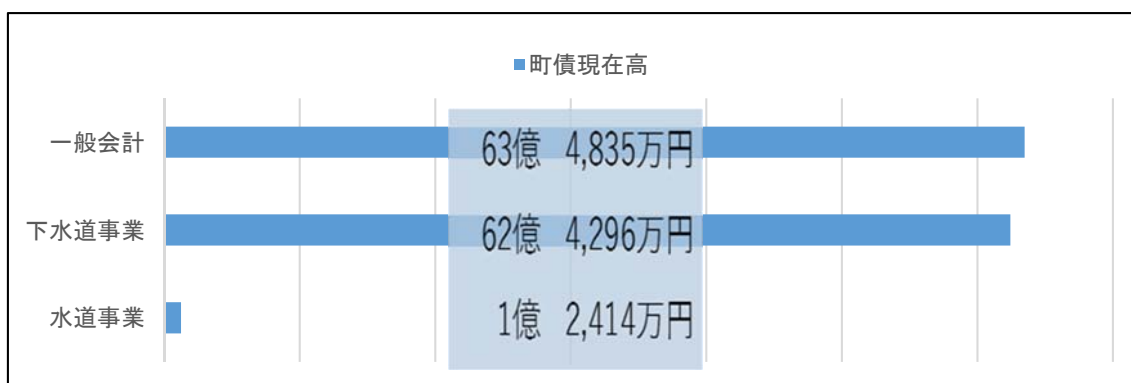 町債現在高
一般会計 63億 4,835万円
下水道事業 62億 4,296万円
水道事業 1億 2,414万円